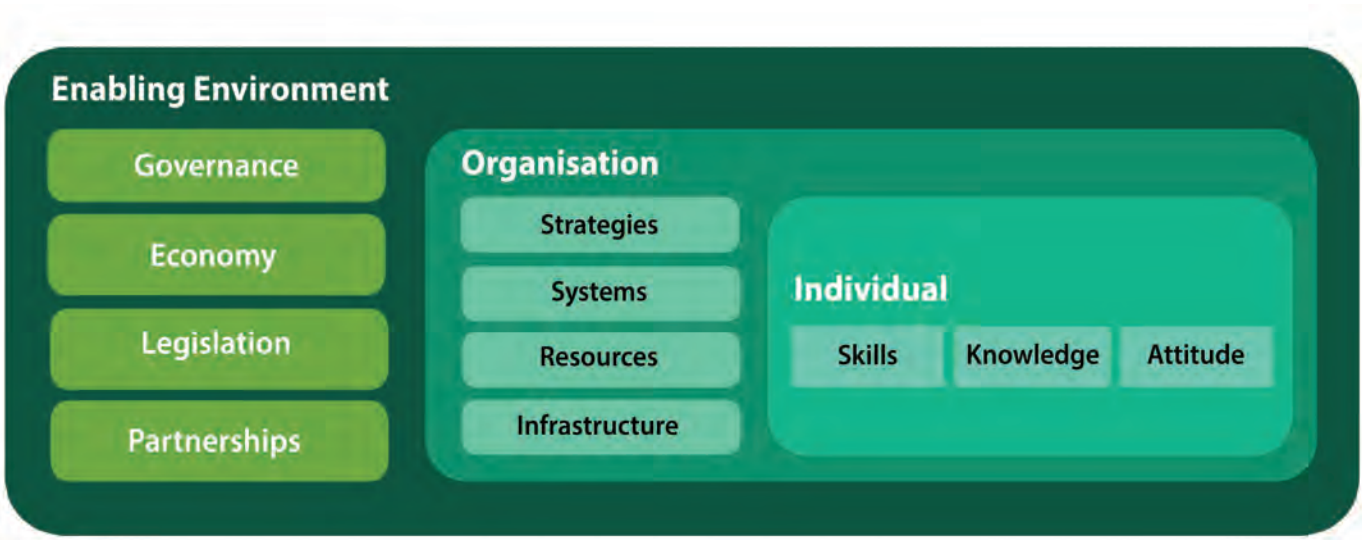 Enabling Environment
Governance
Economy
Legislation
Partnerships
Organisation
Strategies
Systems
Resources
Infrastructure
Individual
Skills
Knowledge
Attitude